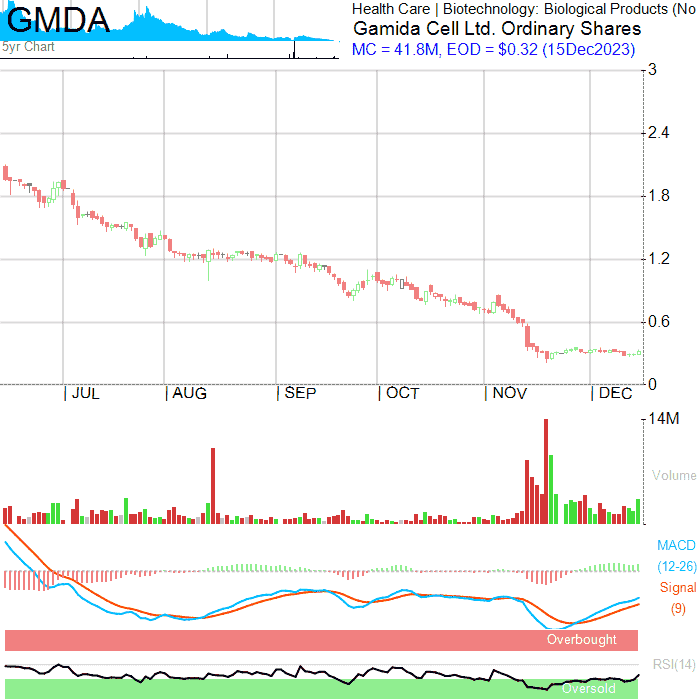 GMDA
5yr Chart
Health Care | Biotechnology: Biological Products (No
Gamida Cell Ltd. Ordinary Shares
MC = 41.8M, EOD = $0.32 (15Dec2023)
3
2.4
1.8
1.2
0.6
0
| JUL | AUG | SEP | OCT | NOV | DEC
14M
Volume
MACD
(12-26)
Signal
(9)
Overbought
RSI(14)
Oversold